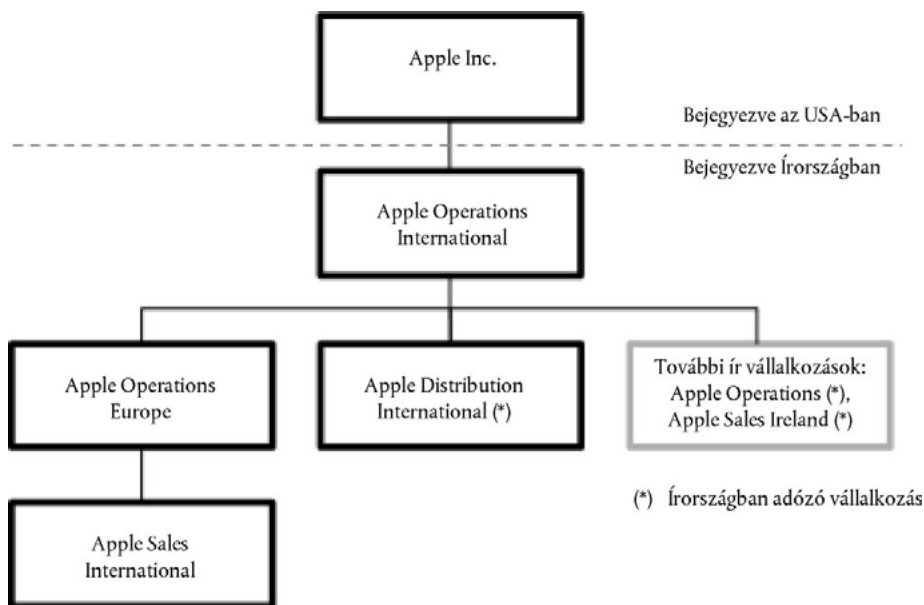 Apple Inc.
Bejegyezve az USA-ban
Bejegyezve Írországban
Apple Operations
International
Apple Operations
Europe
Apple Distribution
International (*)
További ír vállalkozások:
Apple Operations (*),
Apple Sales Ireland (*)
(*) Írországban adózó vállalkozás
Apple Sales
International